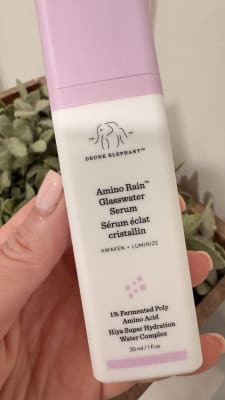 DRUNK ELEPHANT™
Amino Rain™
Glasswater
Serum
Sérum éclat
cristallin
AWAKEN + LUMINIZE
1% Fermented Poly
Amino Acid
Hiya Super Hydration
Water Complex
30 ml / 1 fl oz